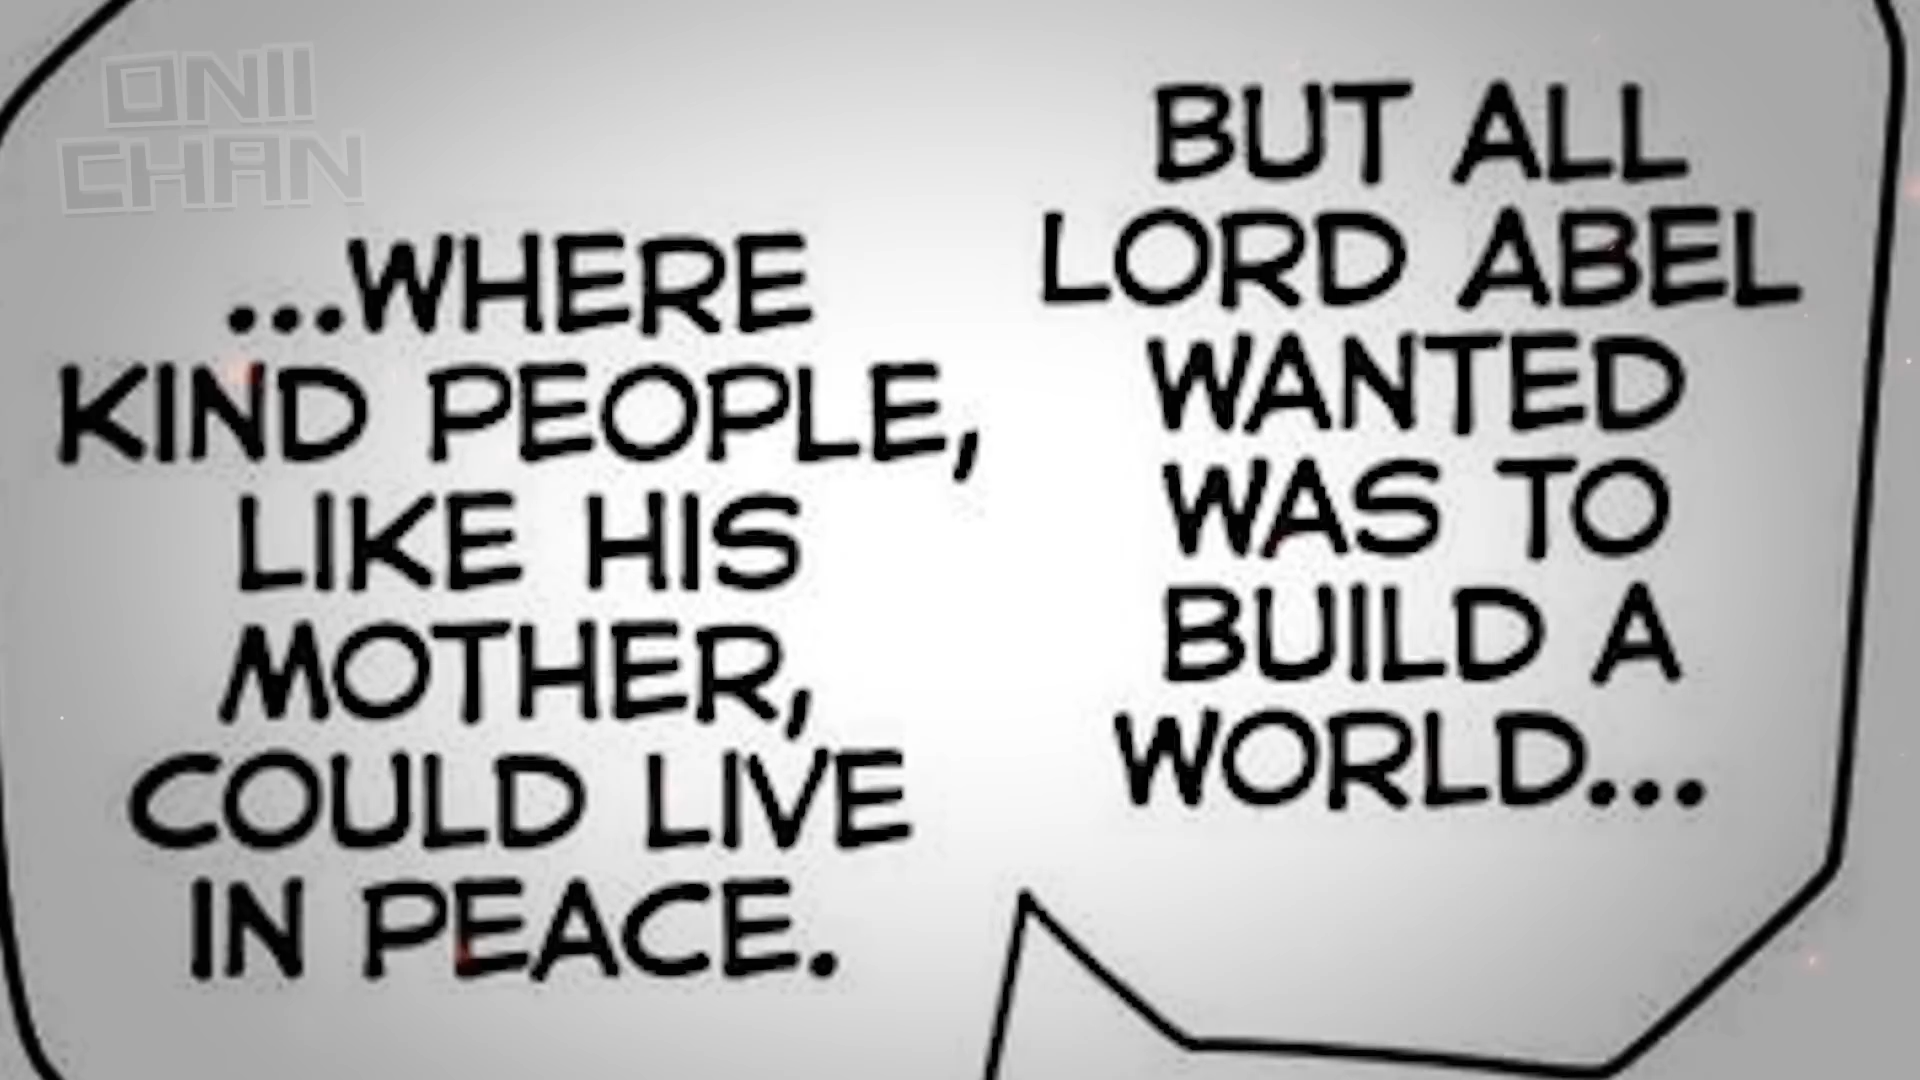 BUT ALL
LORD ABEL
WANTED
WAS TO
BUILD A
WORLD...
...WHERE
KIND PEOPLE,
LIKE HIS
MOTHER,
COULD LIVE
IN PEACE.
ONII
CHAN